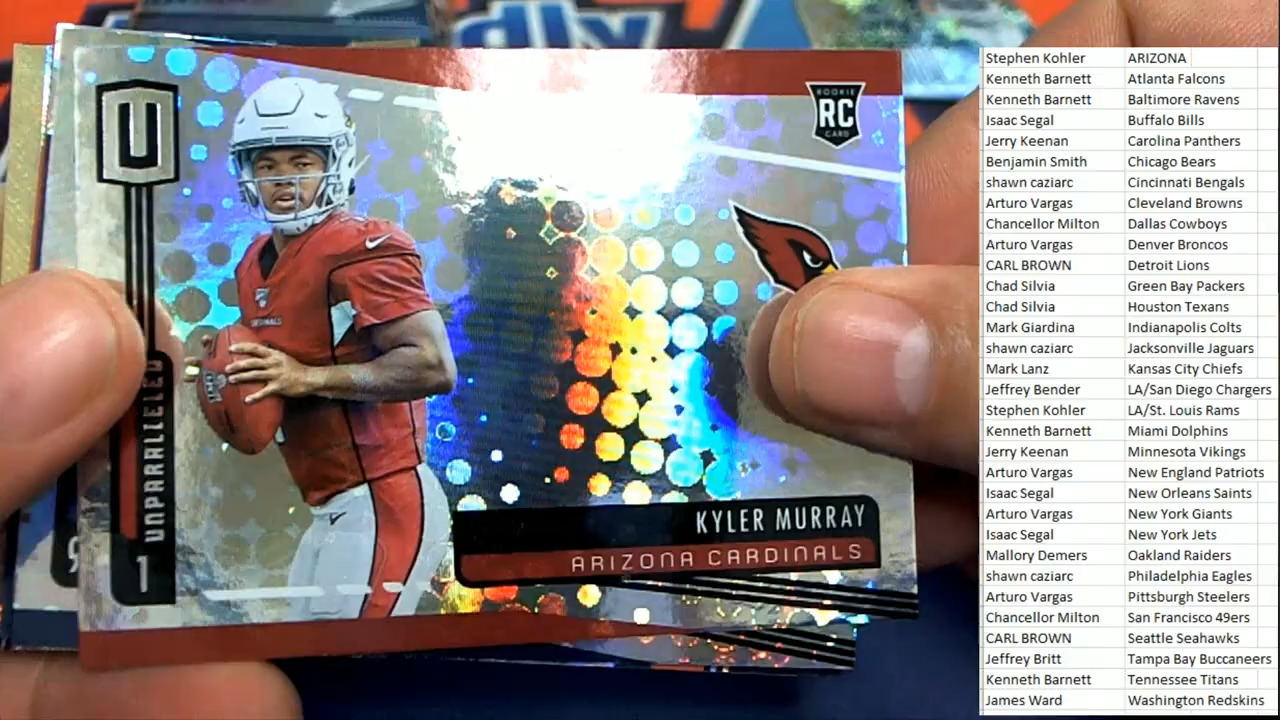 dly
U
ROOKIE
RC
CARD
CARDINALS
UNPARALLELED
1
KYLER MURRAY
ARIZONA CARDINALS
Stephen Kohler ARIZONA
Kenneth Barnett Atlanta Falcons
Kenneth Barnett Baltimore Ravens
Isaac Segal Buffalo Bills
Jerry Keenan Carolina Panthers
Benjamin Smith Chicago Bears
shawn caziarc Cincinnati Bengals
Arturo Vargas Cleveland Browns
Chancellor Milton Dallas Cowboys
Arturo Vargas Denver Broncos
CARL BROWN Detroit Lions
Chad Silvia Green Bay Packers
Chad Silvia Houston Texans
Mark Giardina Indianapolis Colts
shawn caziarc Jacksonville Jaguars
Mark Lanz Kansas City Chiefs
Jeffrey Bender LA/San Diego Chargers
Stephen Kohler LA/St. Louis Rams
Kenneth Barnett Miami Dolphins
Jerry Keenan Minnesota Vikings
Arturo Vargas New England Patriots
Isaac Segal New Orleans Saints
Arturo Vargas New York Giants
Isaac Segal New York Jets
Mallory Demers Oakland Raiders
shawn caziarc Philadelphia Eagles
Arturo Vargas Pittsburgh Steelers
Chancellor Milton San Francisco 49ers
CARL BROWN Seattle Seahawks
Jeffrey Britt Tampa Bay Buccaneers
Kenneth Barnett Tennessee Titans
James Ward Washington Redskins